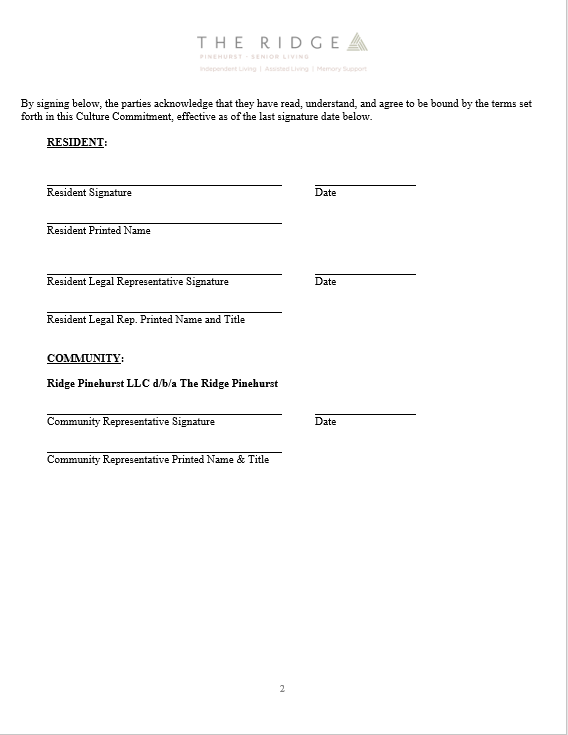 THE RIDGE
PINEHURST - SENIOR LIVING
Independent Living | Assisted Living | Memory Support
By signing below, the parties acknowledge that they have read, understand, and agree to be bound by the terms set
forth in this Culture Commitment, effective as of the last signature date below.
RESIDENT:
Resident Signature Date
Resident Printed Name
Resident Legal Representative Signature Date
Resident Legal Rep. Printed Name and Title
COMMUNITY:
Ridge Pinehurst LLC d/b/a The Ridge Pinehurst
Community Representative Signature Date
Community Representative Printed Name & Title
2